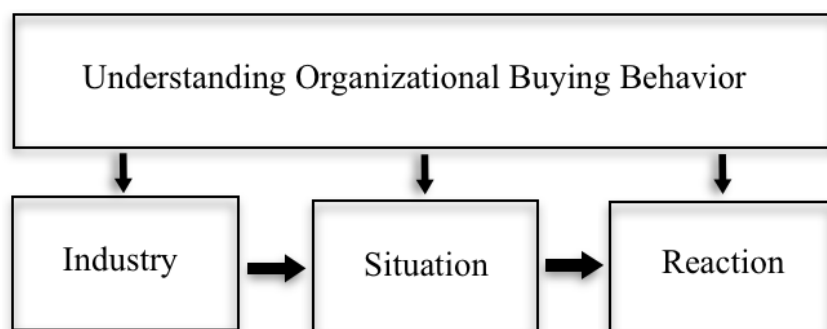 Understanding Organizational Buying Behavior
Industry
Situation
Reaction